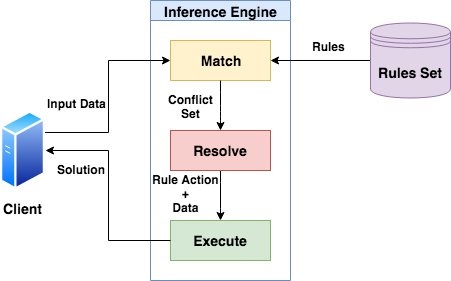 Inference Engine
Match
Rules
Rules Set
Input Data
Conflict
Set
Resolve
Solution
Rule Action
+
Data
Client
Execute